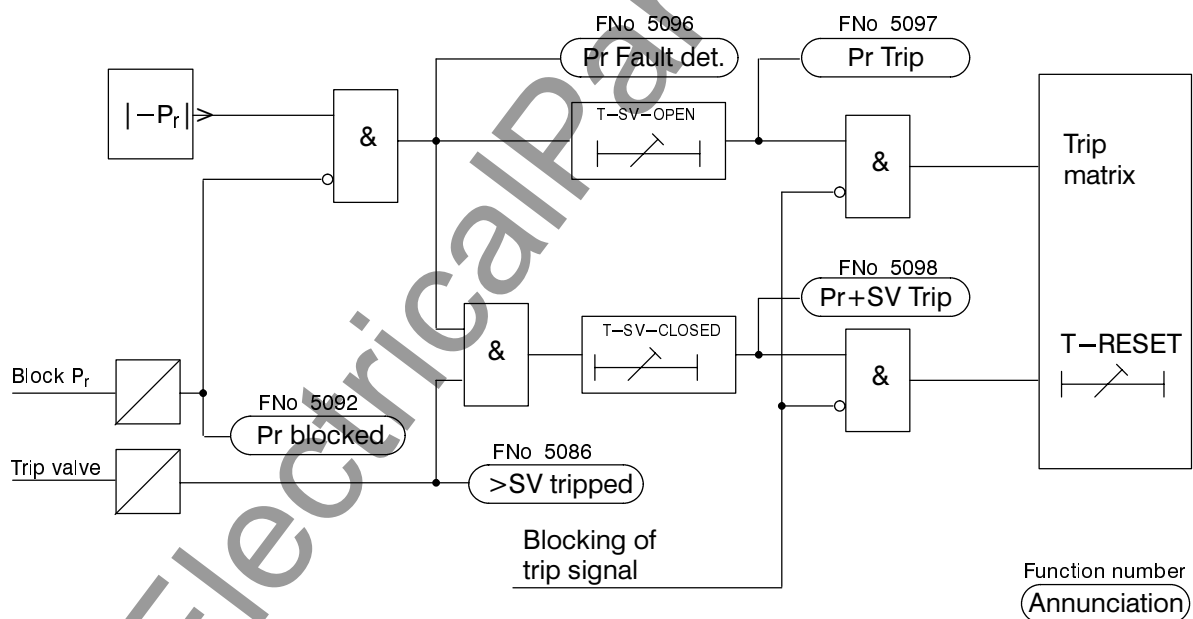 FNo 5096
Pr Fault det.
FNo 5097
Pr Trip
|−Pr|>
&
T−SV−OPEN
&
Trip
matrix
FNo 5098
Pr+SV Trip
&
T−SV−CLOSED
&
T−RESET
Block Pr
FNo 5092
Pr blocked
Trip valve
FNo 5086
>SV tripped
Blocking of
trip signal
Function number
Annunciation
ElectricalPar